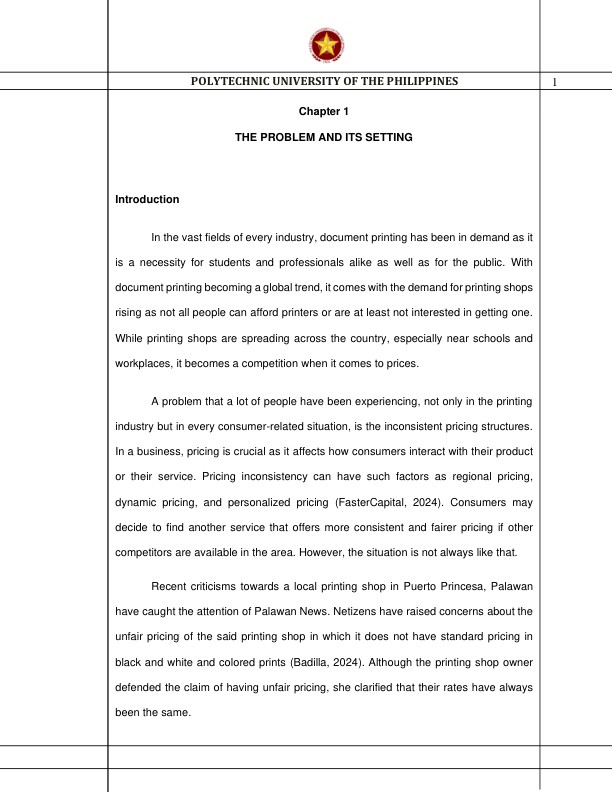 POLYTECHNIC UNIVERSITY OF THE PHILIPPINES
1
Chapter 1
THE PROBLEM AND ITS SETTING
Introduction
In the vast fields of every industry, document printing has been in demand as it
is a necessity for students and professionals alike as well as for the public. With
document printing becoming a global trend, it comes with the demand for printing shops
rising as not all people can afford printers or are at least not interested in getting one.
While printing shops are spreading across the country, especially near schools and
workplaces, it becomes a competition when it comes to prices.
A problem that a lot of people have been experiencing, not only in the printing
industry but in every consumer-related situation, is the inconsistent pricing structures.
In a business, pricing is crucial as it affects how consumers interact with their product
or their service. Pricing inconsistency can have such factors as regional pricing,
dynamic pricing, and personalized pricing (FasterCapital, 2024). Consumers may
decide to find another service that offers more consistent and fairer pricing if other
competitors are available in the area. However, the situation is not always like that.
Recent criticisms towards a local printing shop in Puerto Princesa, Palawan
have caught the attention of Palawan News. Netizens have raised concerns about the
unfair pricing of the said printing shop in which it does not have standard pricing in
black and white and colored prints (Badilla, 2024). Although the printing shop owner
defended the claim of having unfair pricing, she clarified that their rates have always
been the same.